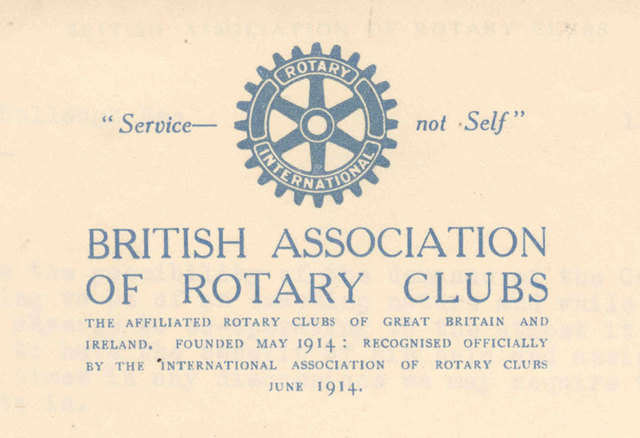 ROTARY
"Service— not Self"
INTERNATIONAL
BRITISH ASSOCIATION
OF ROTARY CLUBS
THE AFFILIATED ROTARY CLUBS OF GREAT BRITAIN AND
IRELAND. FOUNDED MAY 1914: RECOGNISED OFFICIALLY
BY THE INTERNATIONAL ASSOCIATION OF ROTARY CLUBS
JUNE 1914.